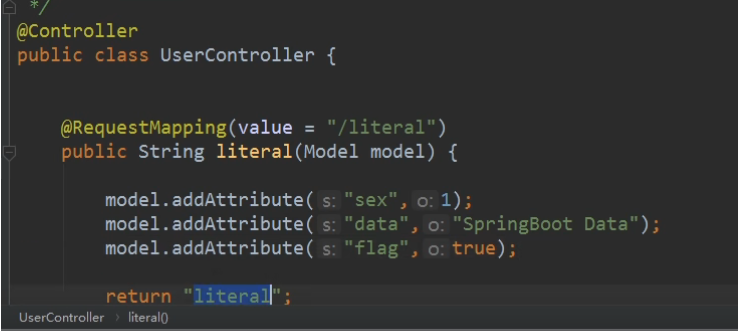 */
@Controller
public class UserController {
@RequestMapping(value = "/literal")
public String literal(Model model) {
model.addAttribute( s: "sex", o: 1);
model.addAttribute( s: "data", o: "SpringBoot Data");
model.addAttribute( s: "flag", o: true);
return "literal";
UserController › literal()